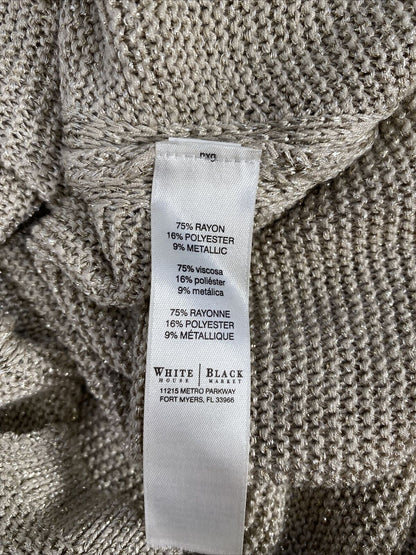 75% RAYON
16% POLYESTER
9% METALLIC
75% viscosa
16% poliéster
9% metálica
75% RAYONNE
16% POLYESTER
9% MÉTALLIQUE
WHITE | BLACK
HOUSE | MARKET
11215 METRO PARKWAY
FORT MYERS, FL 33966